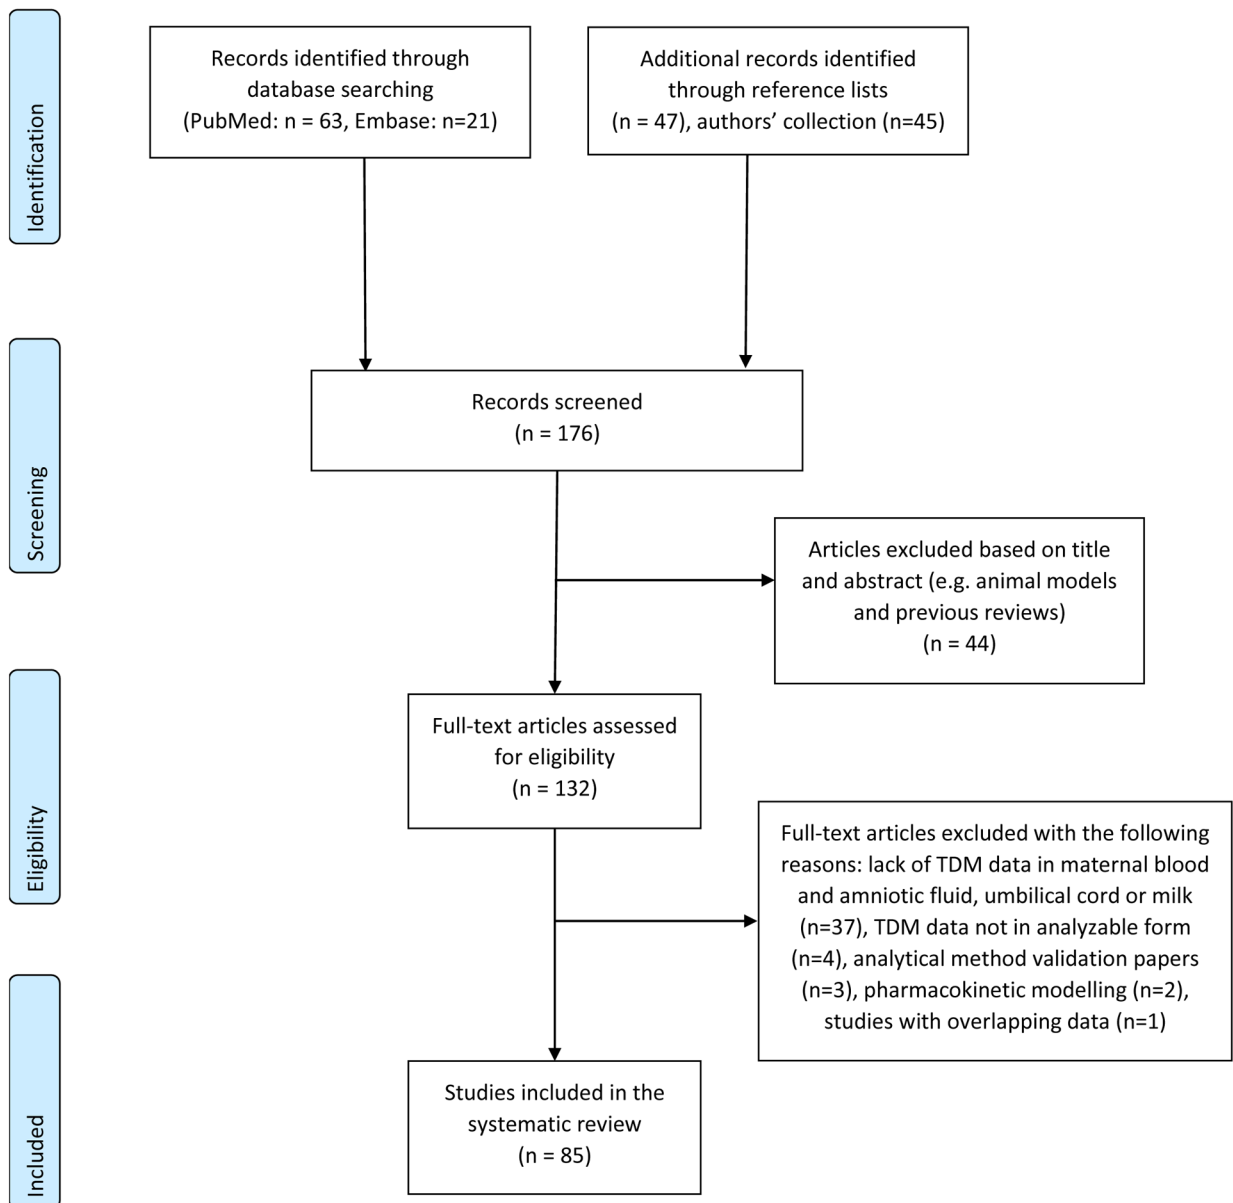 Identification
Records identified through
database searching
(PubMed: n = 63, Embase: n=21)
Additional records identified
through reference lists
(n = 47), authors’ collection (n=45)
Screening
Records screened
(n = 176)
Articles excluded based on title
and abstract (e.g. animal models
and previous reviews)
(n = 44)
Eligibility
Full-text articles assessed
for eligibility
(n = 132)
Full-text articles excluded with the following
reasons: lack of TDM data in maternal blood
and amniotic fluid, umbilical cord or milk
(n=37), TDM data not in analyzable form
(n=4), analytical method validation papers
(n=3), pharmacokinetic modelling (n=2),
studies with overlapping data (n=1)
Included
Studies included in the
systematic review
(n = 85)